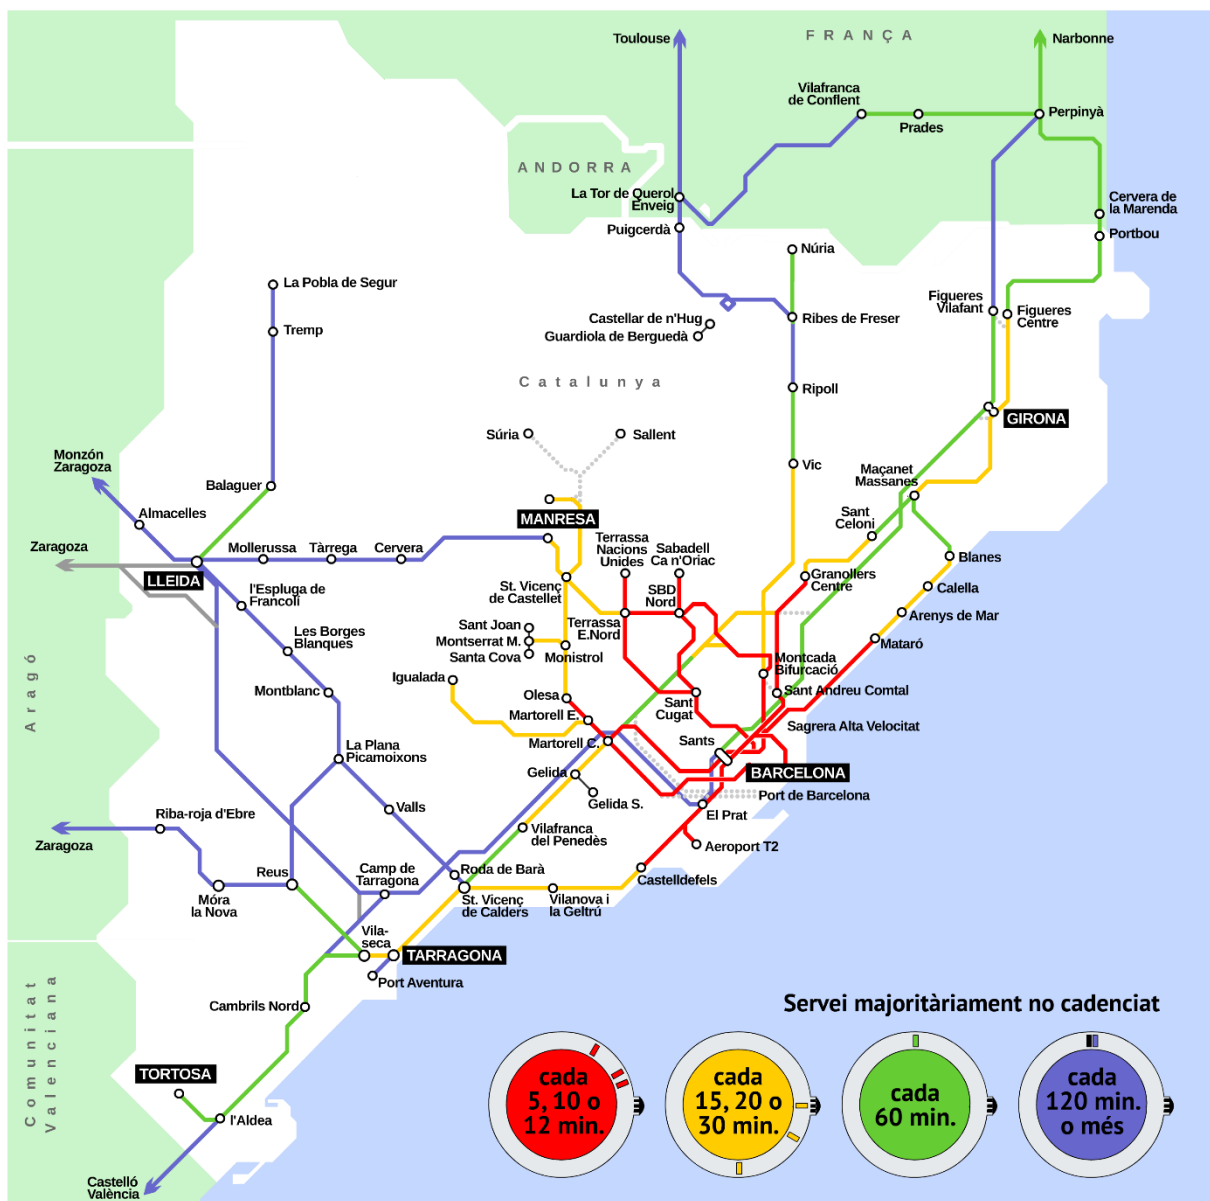 Toulouse
FRANÇA
Narbonne
Vilafranca
de Conflent
Prades
Perpinyà
ANDORRA
La Tor de Querol
Enveig
Puigcerdà
Cervera de
la Marenda
Portbou
Núria
La Pobla de Segur
Tremp
Castellar de n'Hug
Guardiola de Berguedà
Ribes de Freser
Figueres
Vilafant
Figueres
Centre
Catalunya
Ripoll
GIRONA
Súria
Sallent
Vic
Monzón
Zaragoza
Balaguer
Maçanet
Massanes
Almacelles
MANRESA
Sant
Celoni
Zaragoza
Mollerussa
Tàrrega
Cervera
Terrassa
Nacions
Unides
Sabadell
Ca n'Oriac
Blanes
LLEIDA
l'Espluga de
Francolí
St. Vicenç
de Castellet
SBD
Nord
Granollers
Centre
Calella
Arenys de Mar
Les Borges
Blanques
Sant Joan
Montserrat M.
Santa Cova
Terrassa
E.Nord
Mataró
Monistrol
Montcada
Bifurcació
Igualada
Montblanc
Olesa
Sant
Cugat
Sant Andreu Comtal
Aragó
Martorell E.
Sagrera Alta Velocitat
Martorell C.
Sants
La Plana
Picamoixons
Gelida
BARCELONA
Gelida S.
Port de Barcelona
Riba-roja d'Ebre
Valls
El Prat
Zaragoza
Vilafranca
del Penedès
Aeroport T2
Reus
Camp de
Tarragona
Roda de Barà
Castelldefels
Móra
la Nova
St. Vicenç
de Calders
Vilanova i
la Geltrú
Vila-
seca
TARRAGONA
Port Aventura
Cambrils Nord
Comunitat
Valenciana
TORTOSA
l'Aldea
Castelló
València
Servei majoritàriament no cadenciat
cada
5, 10 o
12 min.
cada
15, 20 o
30 min.
cada
60 min.
cada
120 min.
o més